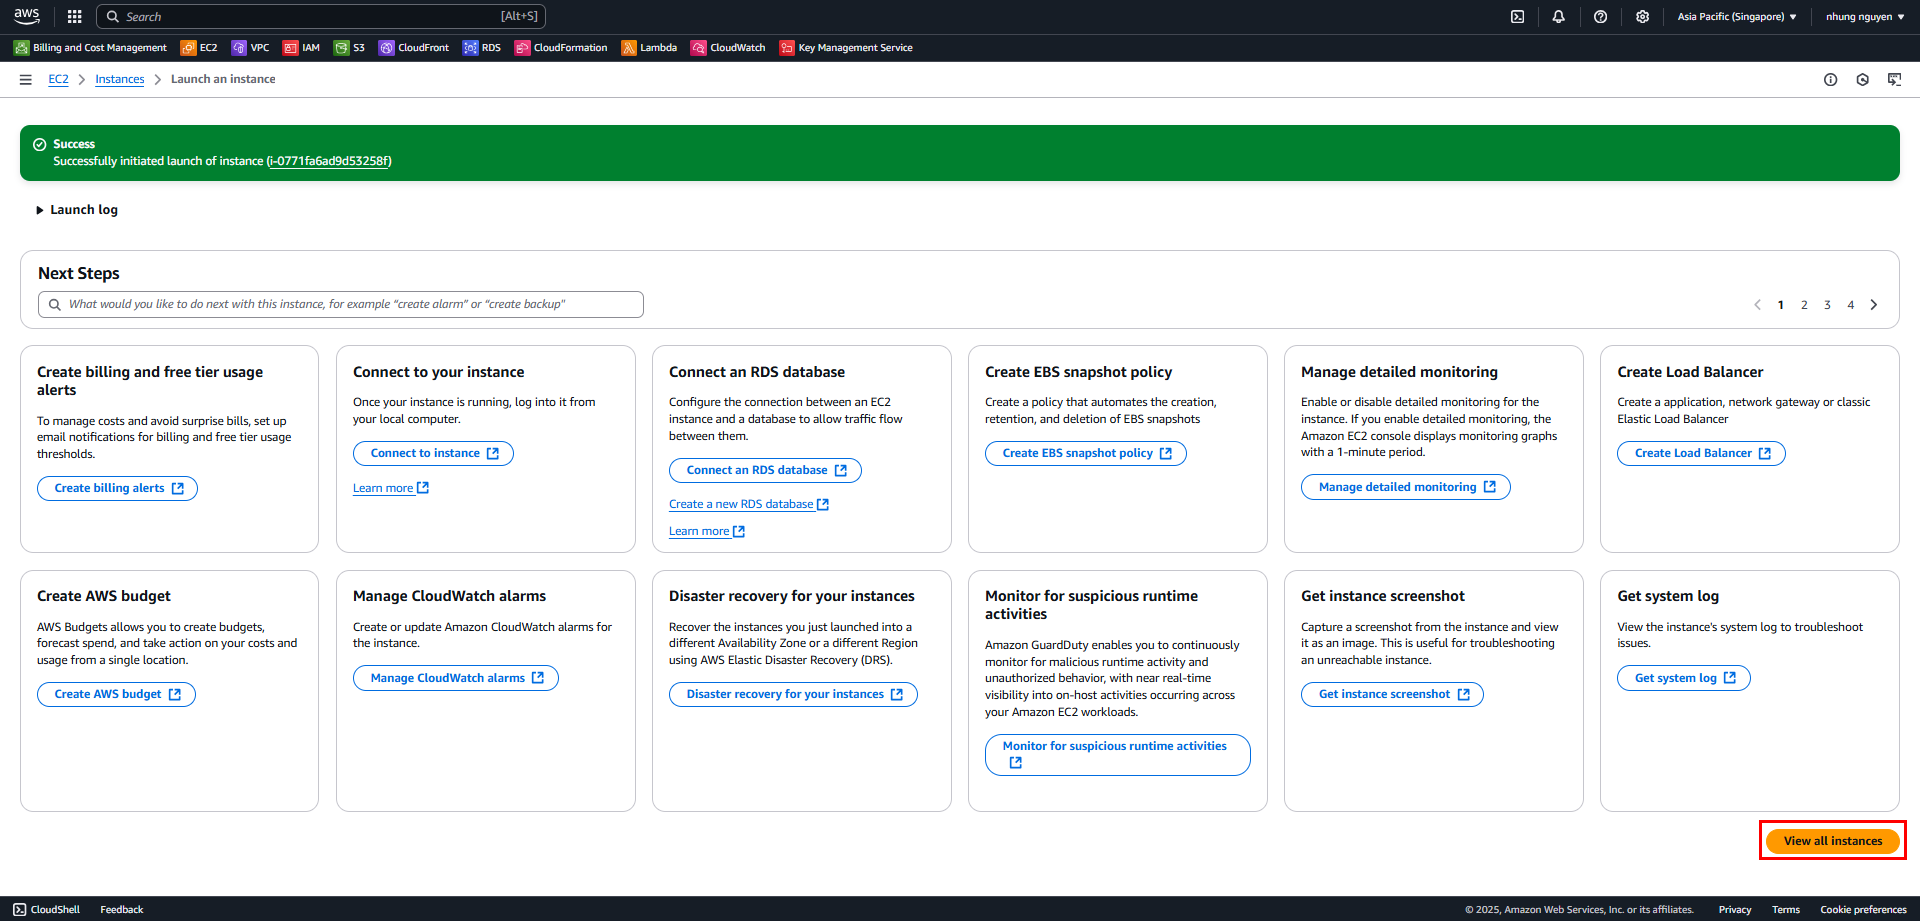 aws
Search [Alt+S]
Asia Pacific (Singapore)
nhung nguyen
Billing and Cost Management
EC2
VPC
IAM
S3
CloudFront
RDS
CloudFormation
Lambda
CloudWatch
Key Management Service
EC2
Instances
Launch an instance
Success
Successfully initiated launch of instance (i-0771fa6ad9d53258f)
Launch log
Next Steps
What would you like to do next with this instance, for example “create alarm” or “create backup"
1 2 3 4
Create billing and free tier usage
alerts
To manage costs and avoid surprise bills, set up
email notifications for billing and free tier usage
thresholds.
Create billing alerts
Connect to your instance
Once your instance is running, log into it from
your local computer.
Connect to instance
Learn more
Connect an RDS database
Configure the connection between an EC2
instance and a database to allow traffic flow
between them.
Connect an RDS database
Create a new RDS database
Learn more
Create EBS snapshot policy
Create a policy that automates the creation,
retention, and deletion of EBS snapshots
Create EBS snapshot policy
Manage detailed monitoring
Enable or disable detailed monitoring for the
instance. If you enable detailed monitoring, the
Amazon EC2 console displays monitoring graphs
with a 1-minute period.
Manage detailed monitoring
Create Load Balancer
Create a application, network gateway or classic
Elastic Load Balancer
Create Load Balancer
Create AWS budget
AWS Budgets allows you to create budgets,
forecast spend, and take action on your costs and
usage from a single location.
Create AWS budget
Manage CloudWatch alarms
Create or update Amazon CloudWatch alarms for
the instance.
Manage CloudWatch alarms
Disaster recovery for your instances
Recover the instances you just launched into a
different Availability Zone or a different Region
using AWS Elastic Disaster Recovery (DRS).
Disaster recovery for your instances
Monitor for suspicious runtime
activities
Amazon GuardDuty enables you to continuously
monitor for malicious runtime activity and
unauthorized behavior, with near real-time
visibility into on-host activities occurring across
your Amazon EC2 workloads.
Monitor for suspicious runtime activities
Get instance screenshot
Capture a screenshot from the instance and view
it as an image. This is useful for troubleshooting
an unreachable instance.
Get instance screenshot
Get system log
View the instance's system log to troubleshoot
issues.
Get system log
View all instances
CloudShell
Feedback
© 2025, Amazon Web Services, Inc. or its affiliates.
Privacy
Terms
Cookie preferences